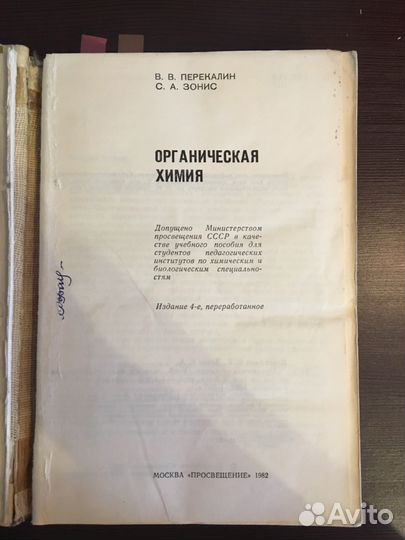 В. В. ПЕРЕКАЛИН
С. А. ЗОНИС
ОРГАНИЧЕСКАЯ
ХИМИЯ
Допущено Министерством
просвещения СССР в каче-
стве учебного пособия для
студентов педагогических
институтов по химическим и
биологическим специально-
стям
Издание 4-е, переработанное
МОСКВА «ПРОСВЕЩЕНИЕ» 1982
Avito